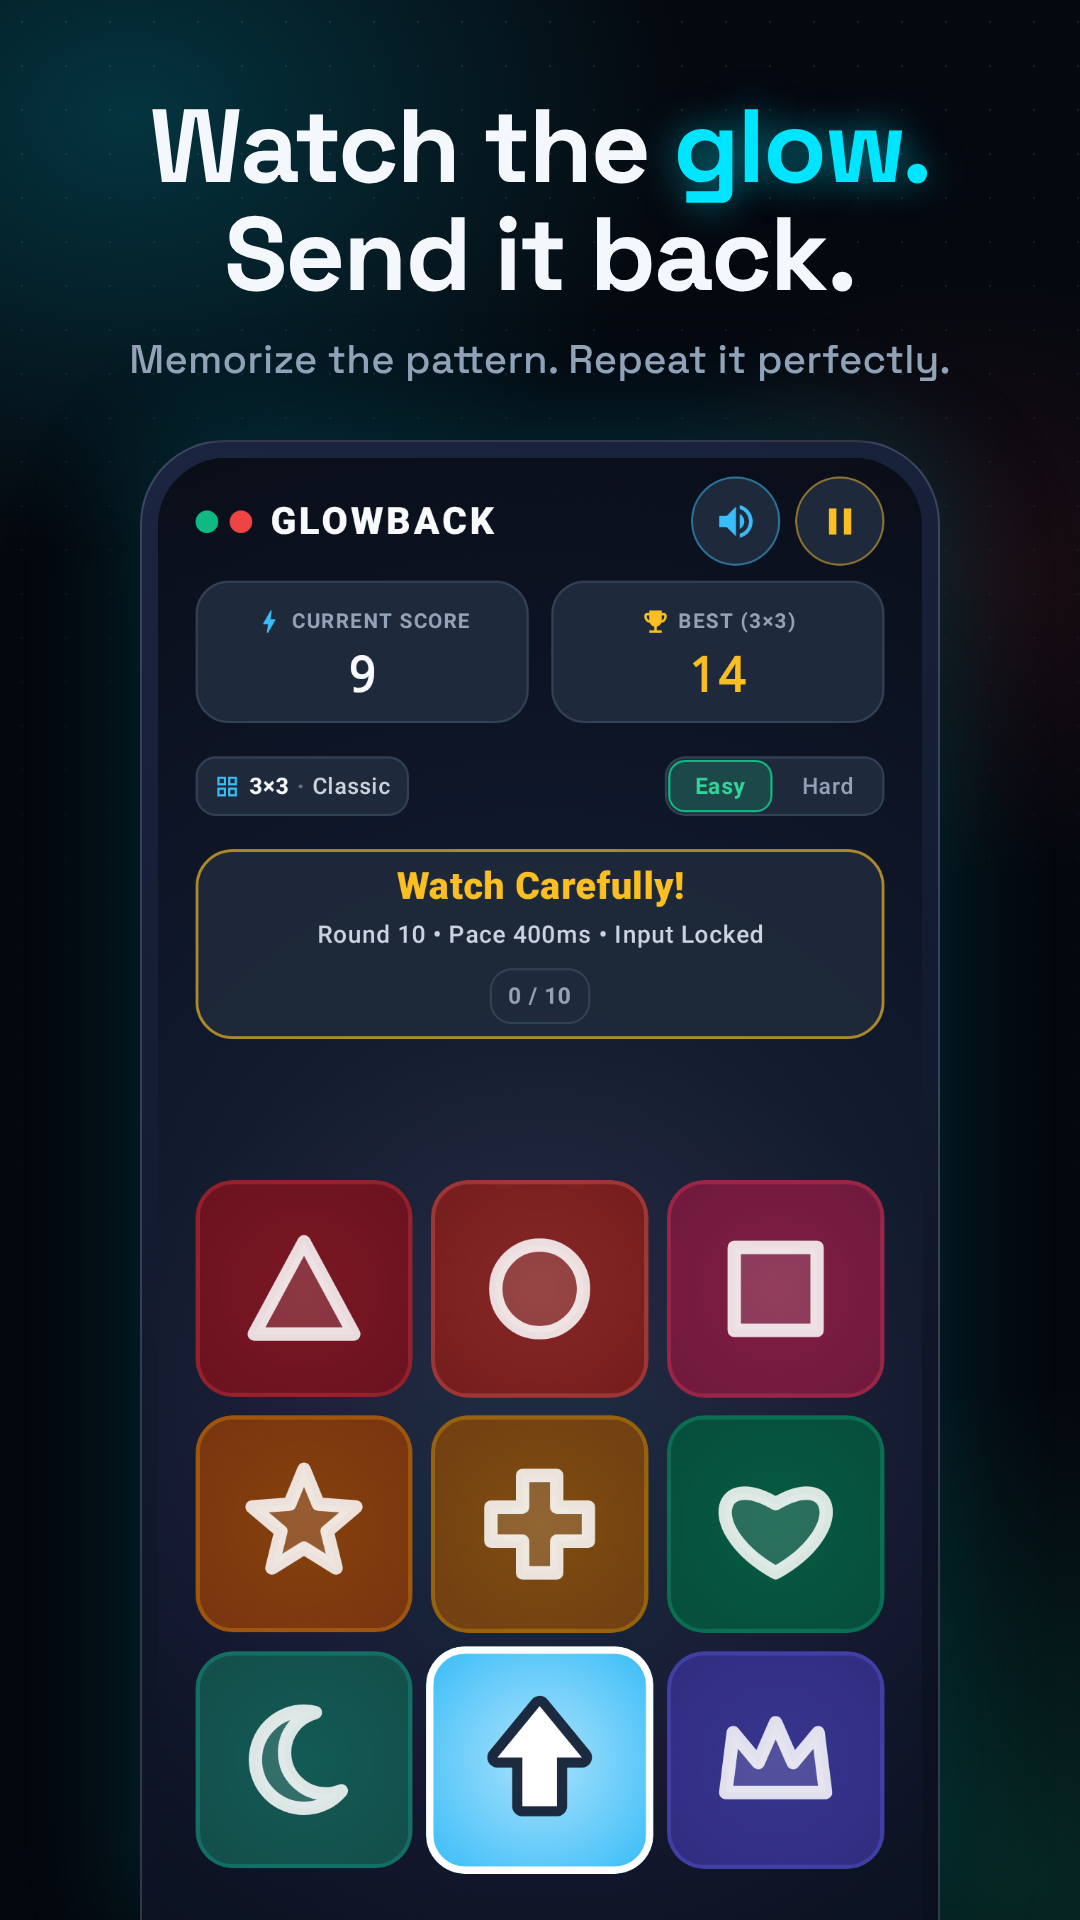 Watch the glow.
Send it back.
Memorize the pattern. Repeat it perfectly.
GLOWBACK
CURRENT SCORE
9
BEST (3×3)
14
3×3 · Classic
Easy
Hard
Watch Carefully!
Round 10 • Pace 400ms • Input Locked
0 / 10